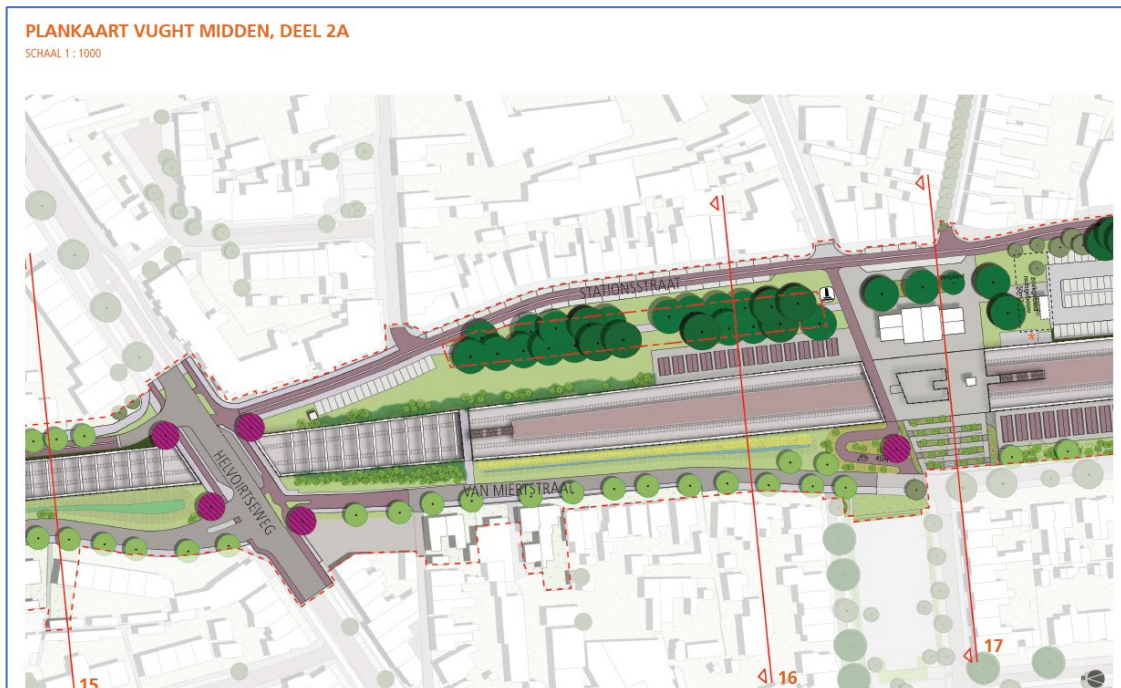 PLANKAART VUGHT MIDDEN, DEEL 2A
SCHAAL 1 : 1000
STATIONSSTRAAT
HELVOIRTSEWEG
VAN MIERTSTRAAT
15
16
17
N